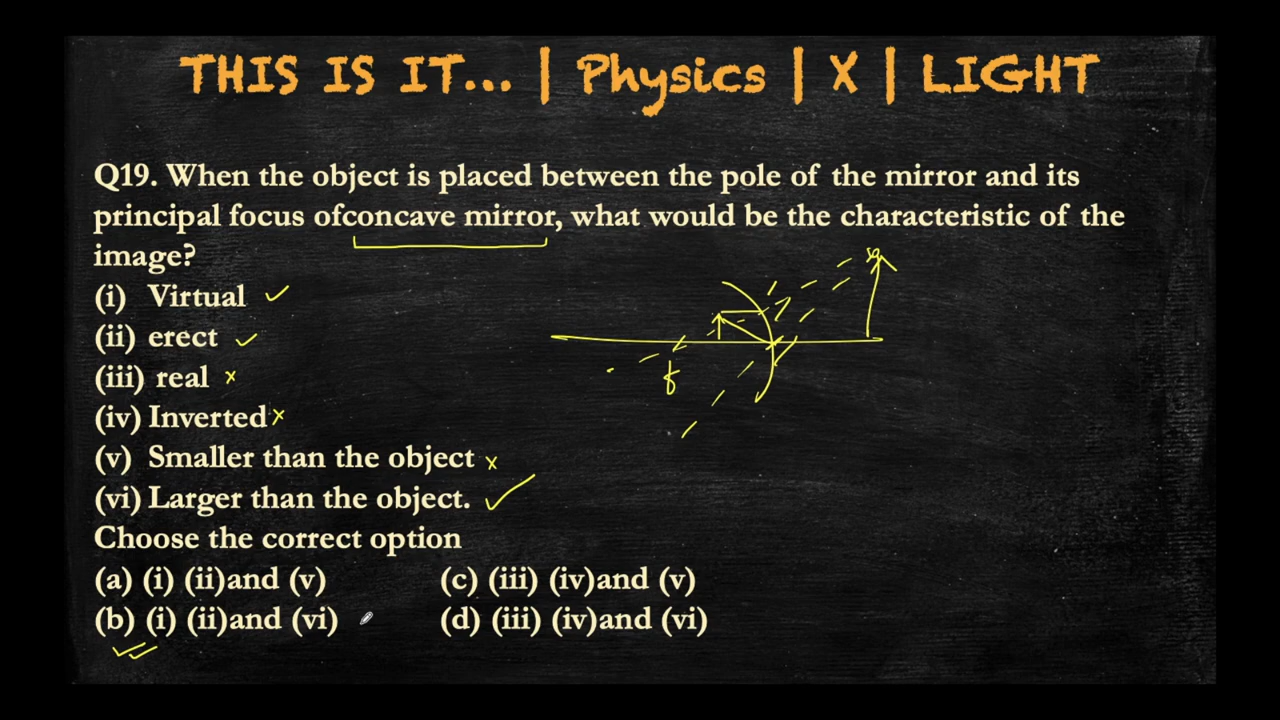 THIS IS IT... | Physics | X | LIGHT
Q19. When the object is placed between the pole of the mirror and its
principal focus ofconcave mirror, what would be the characteristic of the
image?
(i) Virtual ✓
(ii) erect ✓
(iii) real ×
(iv) Inverted ×
(v) Smaller than the object ×
(vi) Larger than the object. ✓
f
Choose the correct option
(a) (i) (ii)and (v) (c) (iii) (iv)and (v)
(b) (i) (ii)and (vi) (d) (iii) (iv)and (vi)